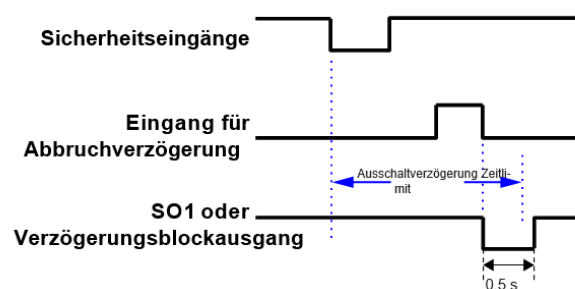 Sicherheitseingänge
Eingang für
Abbruchverzögerung
Ausschaltverzögerung Zeitli-
mit
SO1 oder
Verzögerungsblockausgang
0.5 s